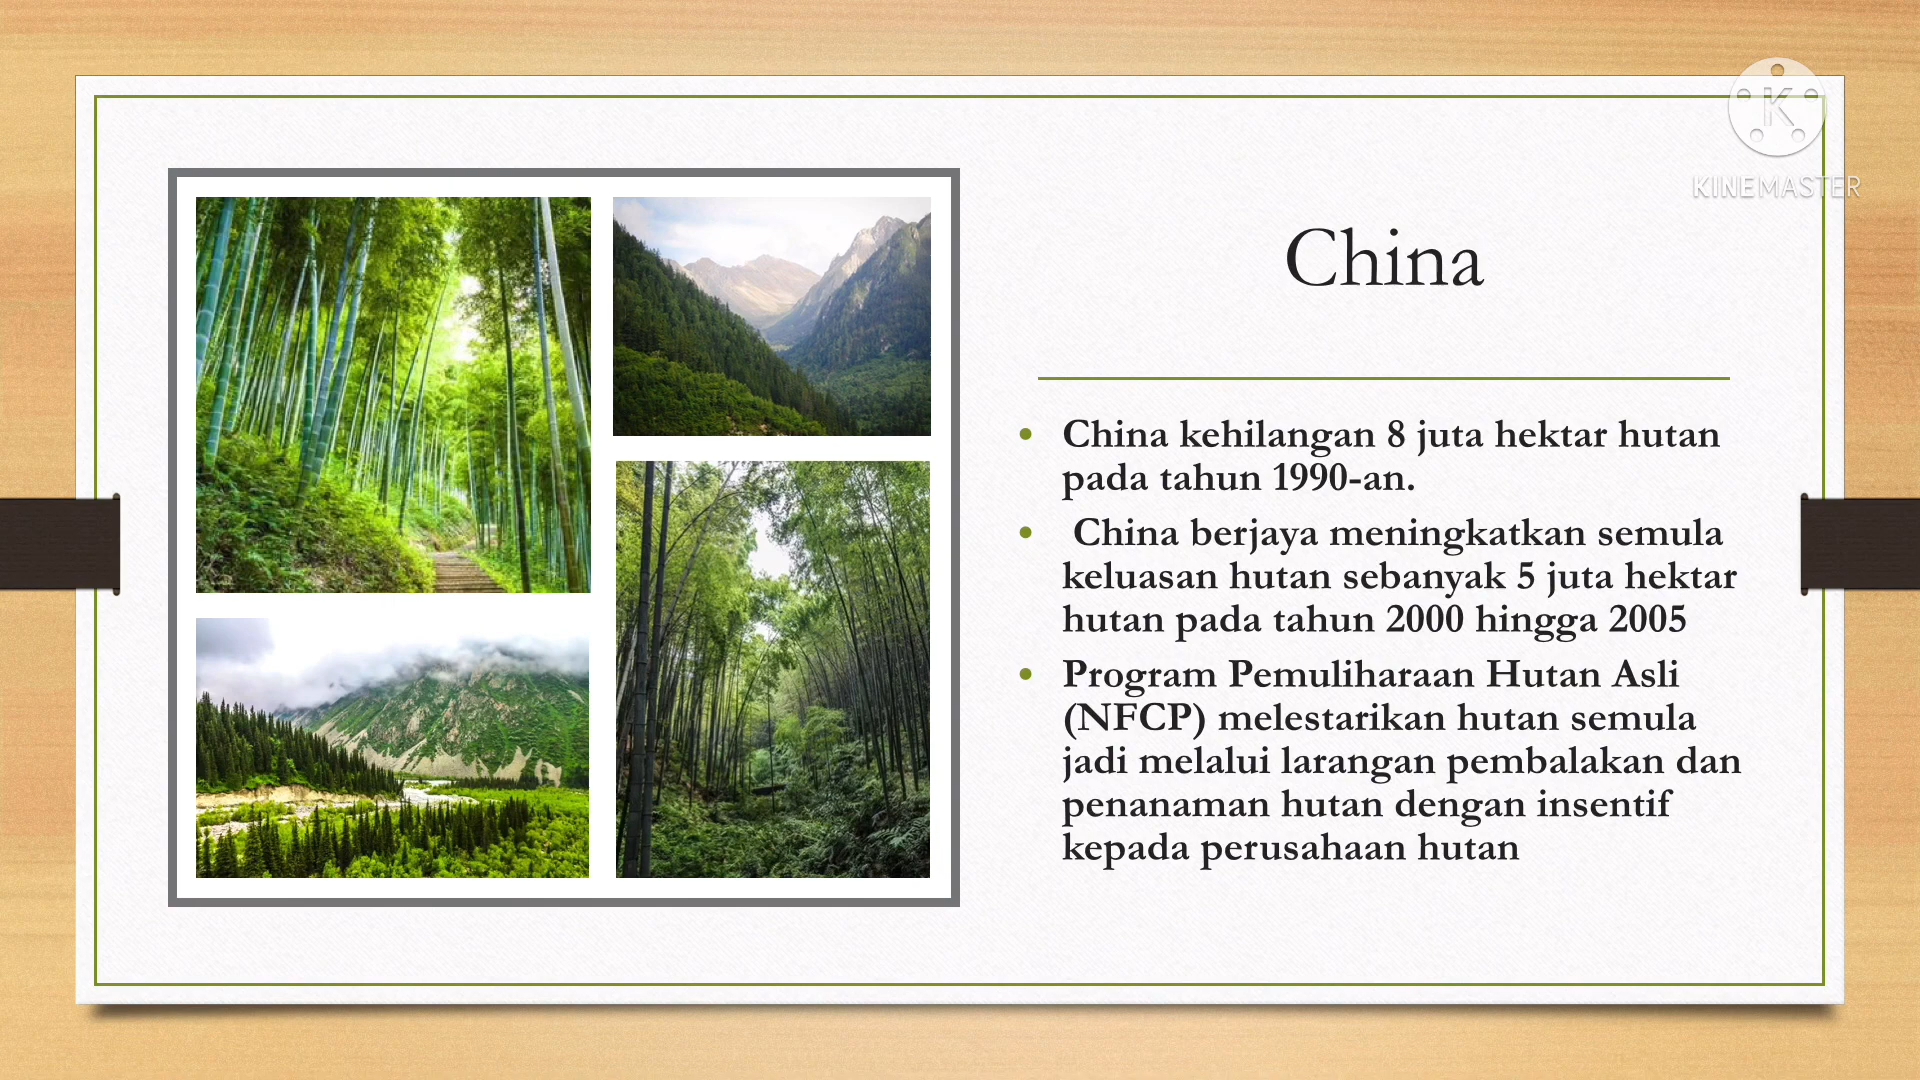 K
KINEMASTER
China
• China kehilangan 8 juta hektar hutan
pada tahun 1990-an.
• China berjaya meningkatkan semula
keluasan hutan sebanyak 5 juta hektar
hutan pada tahun 2000 hingga 2005
• Program Pemuliharaan Hutan Asli
(NFCP) melestarikan hutan semula
jadi melalui larangan pembalakan dan
penanaman hutan dengan insentif
kepada perusahaan hutan